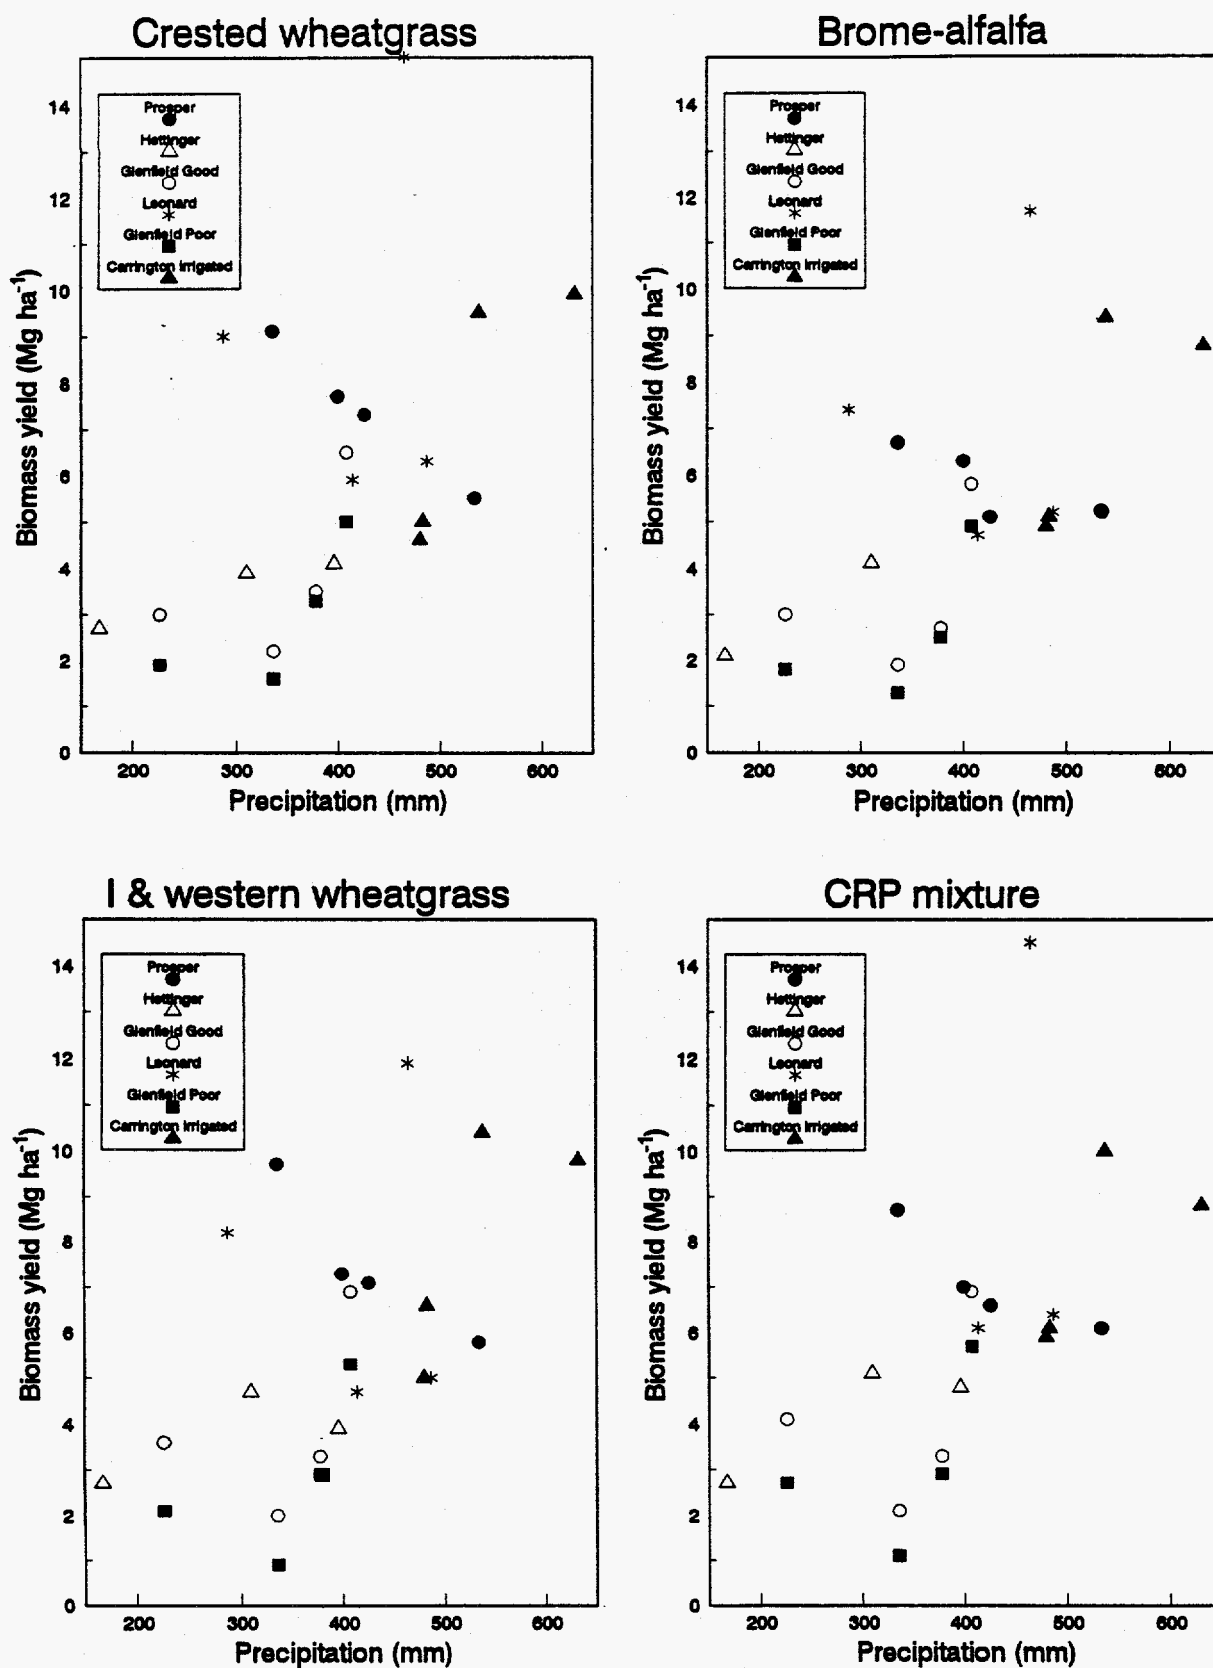 Crested wheatgrass
Biomass yield (Mg ha⁻¹)
14
12
10
8
6
4
2
0
Prosper
Hettinger
Glenfield Good
Leonard
Glenfield Poor
Carrington Irrigated
200 300 400 500 600
Precipitation (mm)
Brome-alfalfa
Biomass yield (Mg ha⁻¹)
14
12
10
8
6
4
2
0
Prosper
Hettinger
Glenfield Good
Leonard
Glenfield Poor
Carrington Irrigated
200 300 400 500 600
Precipitation (mm)
I & western wheatgrass
Biomass yield (Mg ha⁻¹)
14
12
10
8
6
4
2
0
Prosper
Hettinger
Glenfield Good
Leonard
Glenfield Poor
Carrington Irrigated
200 300 400 500 600
Precipitation (mm)
CRP mixture
Biomass yield (Mg ha⁻¹)
14
12
10
8
6
4
2
0
Prosper
Hettinger
Glenfield Good
Leonard
Glenfield Poor
Carrington Irrigated
200 300 400 500 600
Precipitation (mm)